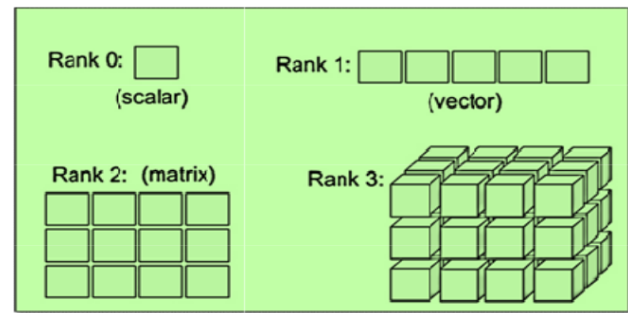 Rank 0:
(scalar)
Rank 1:
(vector)
Rank 2: (matrix)
Rank 3: